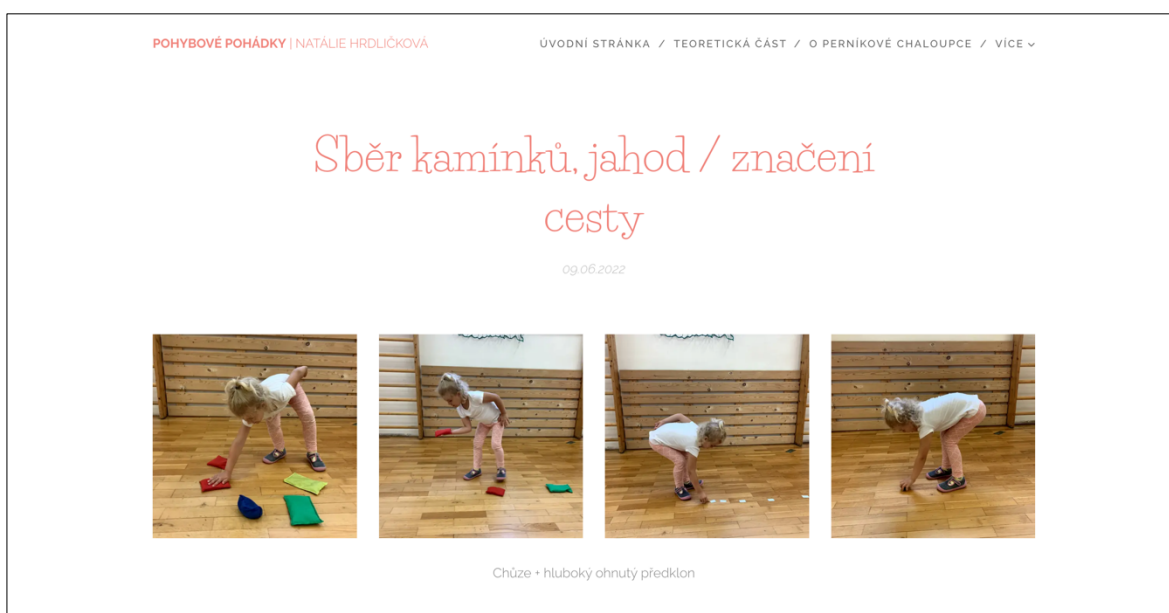 POHYBOVÉ POHÁDKY | NATÁLIE HRDLIČKOVÁ
ÚVODNÍ STRÁNKA / TEORETICKÁ ČÁST / O PERNÍKOVÉ CHALOUPCE / VÍCE
Sběr kamínků, jahod / značení
cesty
09.06.2022
Chůze + hluboký ohnutý předklon